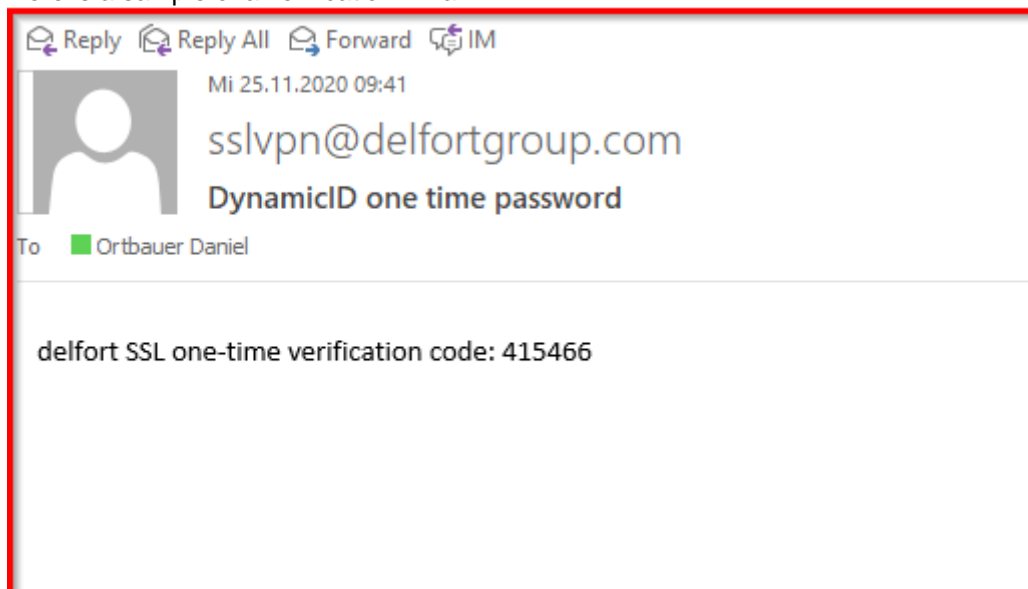 Reply Reply All Forward IM
Mi 25.11.2020 09:41
sslvpn@delfortgroup.com
DynamicID one time password
To Ortbauer Daniel
delfort SSL one-time verification code: 415466